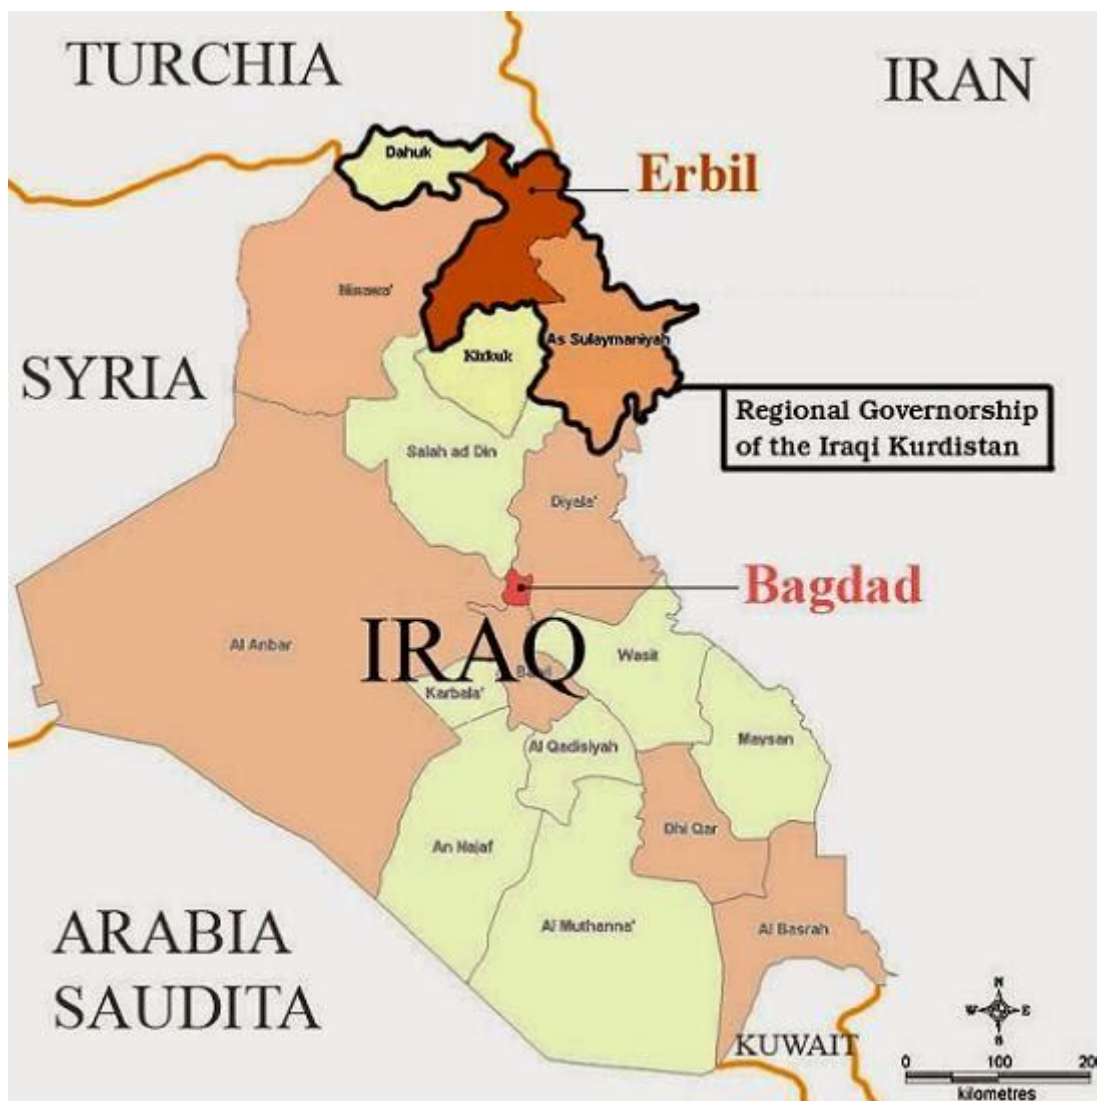 TURCHIA
IRAN
Dahuk
Erbil
Ninawa'
As Sulaymaniyah
Kirkuk
SYRIA
Regional Governorship
of the Iraqi Kurdistan
Salah ad Din
Diyala'
Bagdad
IRAQ
Al Anbar
Wasit
Karbala'
Al Qadisiyah
Maysan
Dhi Qar
An Najaf
Al Muthanna'
Al Basrah
ARABIA
SAUDITA
KUWAIT
N
W E
S
0 100 200
kilometres